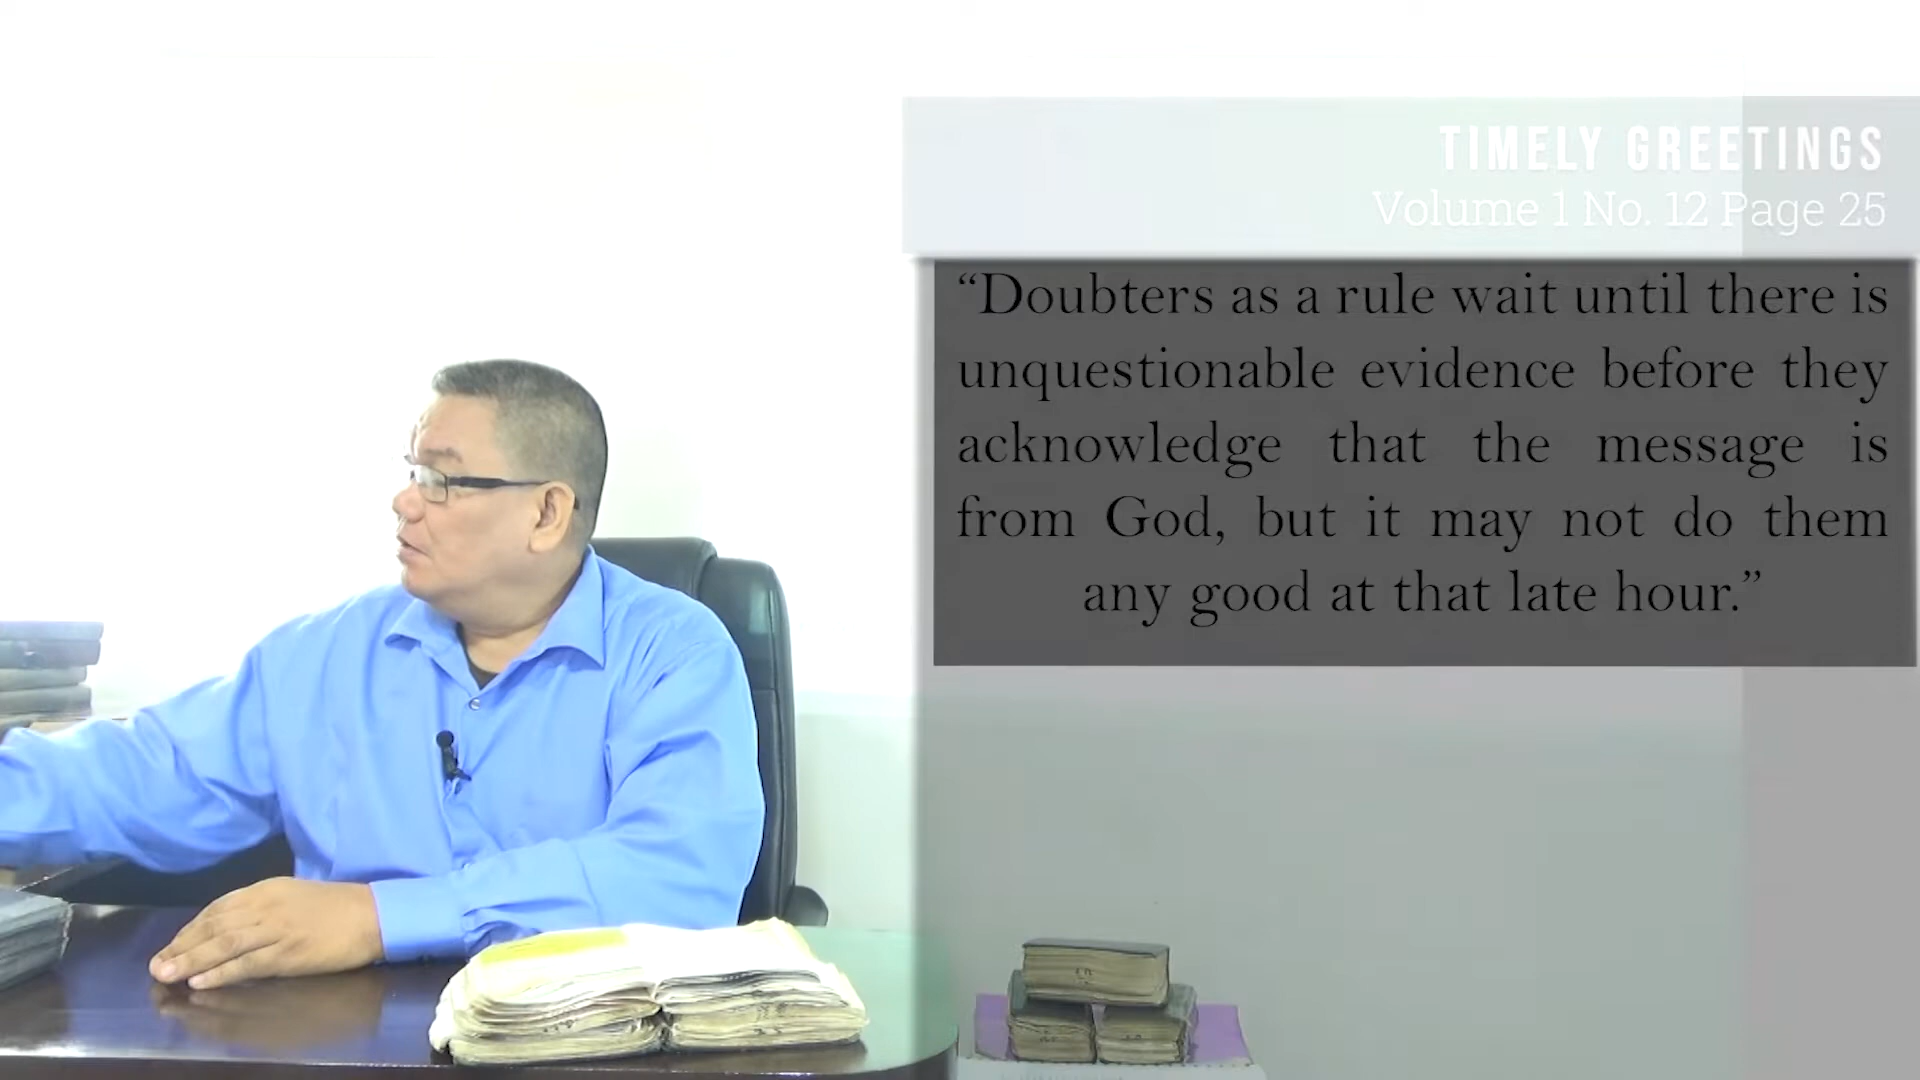 TIMELY GREETINGS
Volume 1 No. 12 Page 25
“Doubters as a rule wait until there is
unquestionable evidence before they
acknowledge that the message is
from God, but it may not do them
any good at that late hour.”